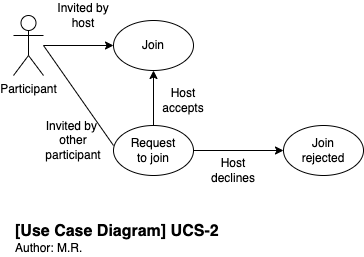 Invited by
host
Join
Participant
Host
accepts
Invited by
other
participant
Request
to join
Host
declines
Join
rejected
[Use Case Diagram] UCS-2
Author: M.R.